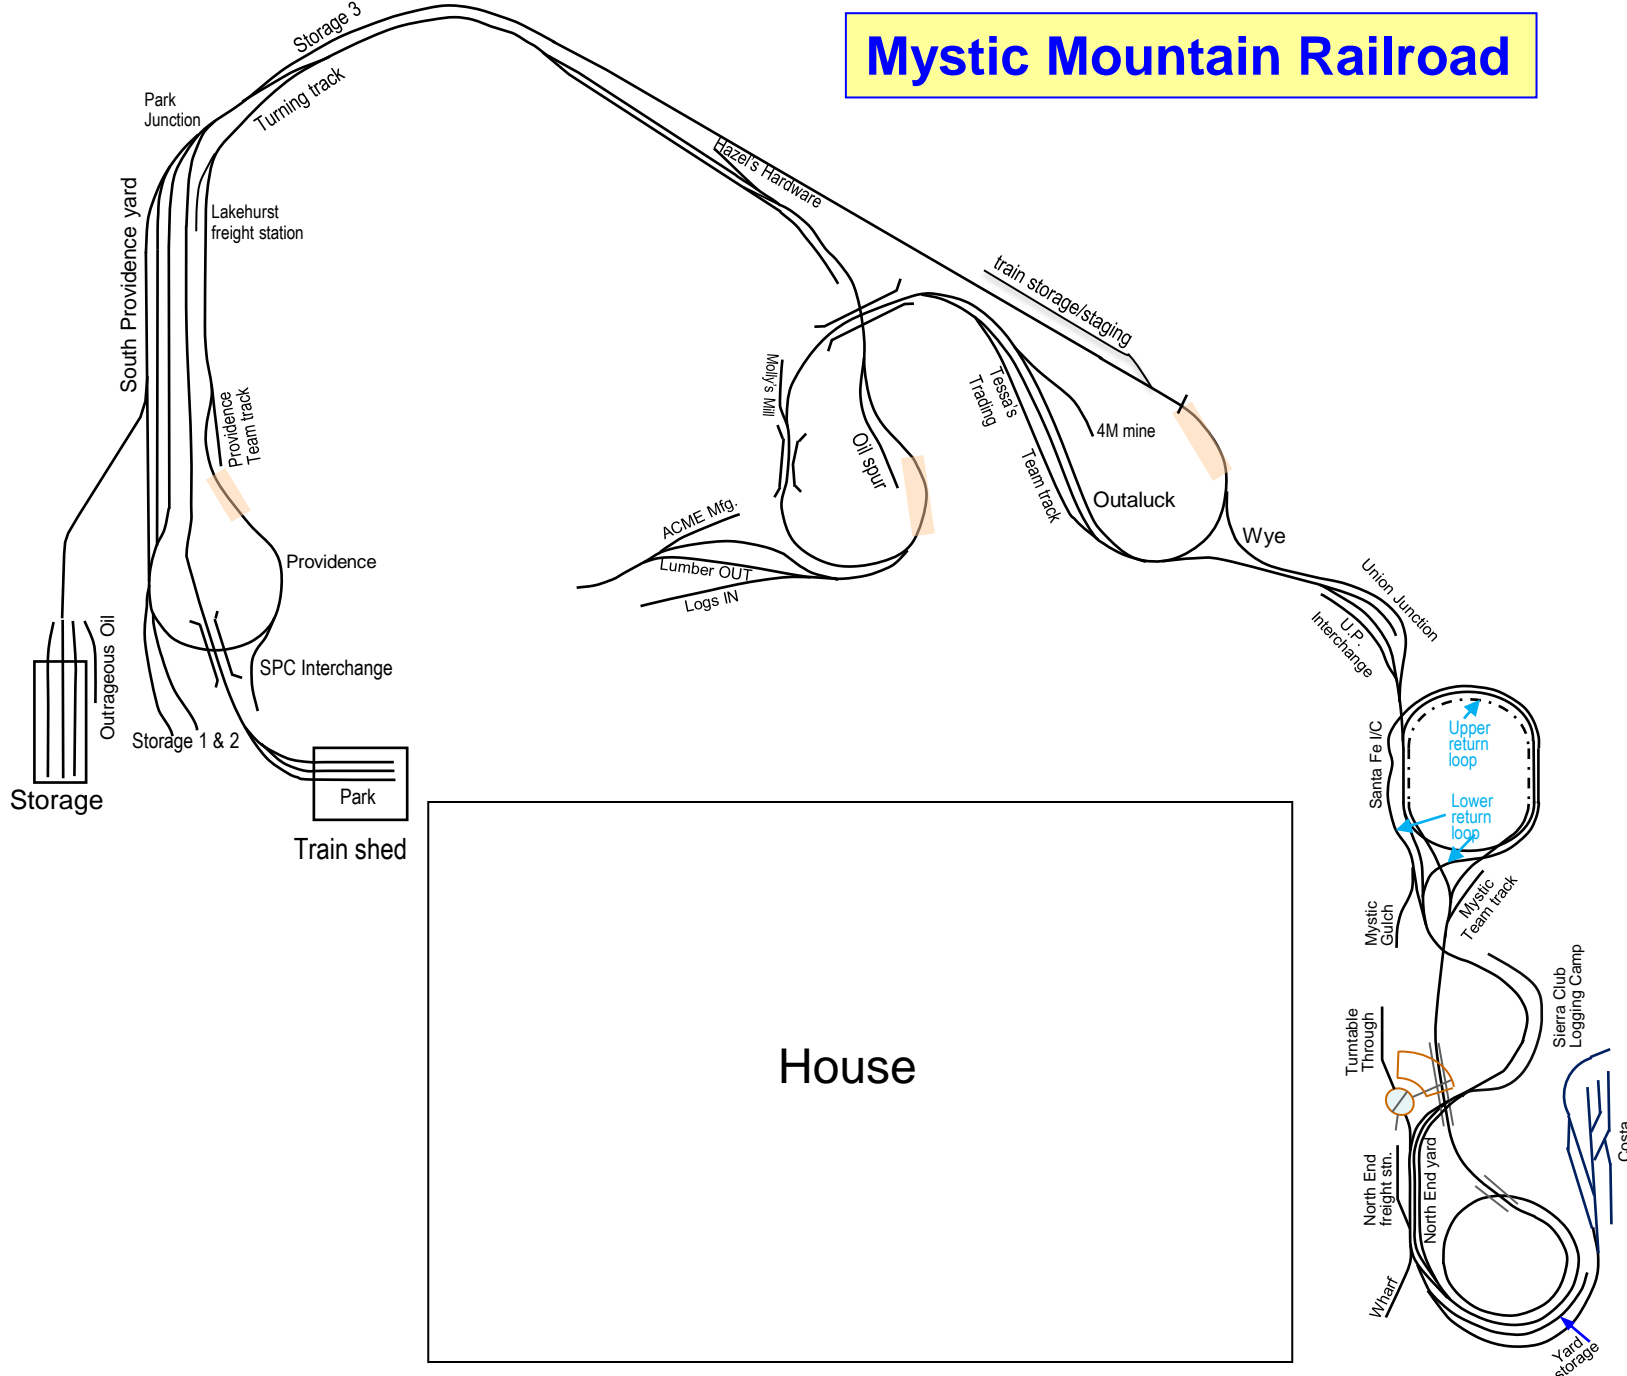 Mystic Mountain Railroad
Storage 3
Turning track
Park
Junction
South Providence yard
Lakehurst
freight station
Hazel's Hardware
train storage/staging
Molly's Mill
Tessa's
Trading
4M mine
Providence
Team track
Oil spur
Team track
Outaluck
ACME Mfg.
Lumber OUT
Logs IN
Wye
Union Junction
U.P.
Interchange
Providence
SPC Interchange
Outrageous Oil
Storage 1 & 2
Storage
Park
Train shed
Santa Fe I/C
Upper
return
loop
Lower
return
loop
Mystic
Gulch
Mystic
Team track
Sierra Club
Logging Camp
Turntable
Through
House
North End
freight stn.
North End yard
Costa
Wharf
Yard
storage